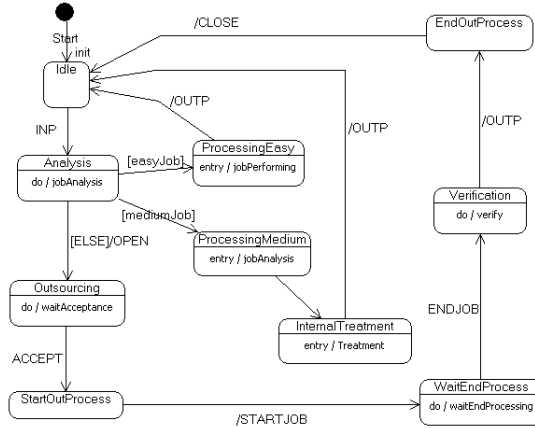 /CLOSE
EndOutProcess
Start
init
Idle
/OUTP
/OUTP
/OUTP
INP
ProcessingEasy
[easyJob]
entry / jobPerforming
Analysis
do / jobAnalysis
Verification
do / verify
[mediumJob]
ProcessingMedium
entry / jobAnalysis
[ELSE]/OPEN
Outsourcing
do / waitAcceptance
InternalTreatment
entry / Treatment
ENDJOB
ACCEPT
WaitEndProcess
do / waitEndProcessing
StartOutProcess
/STARTJOB